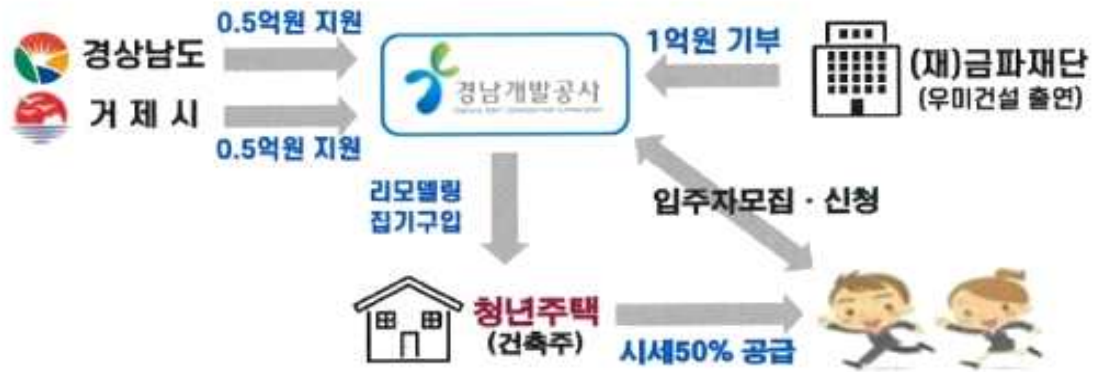 0.5억원 지원
경상남도
거제시
0.5억원 지원
경남개발공사
1억원 기부
(재)금파재단
(우미건설 출연)
리모델링
집기구입
입주자모집 · 신청
청년주택
(건축주)
시세50% 공급